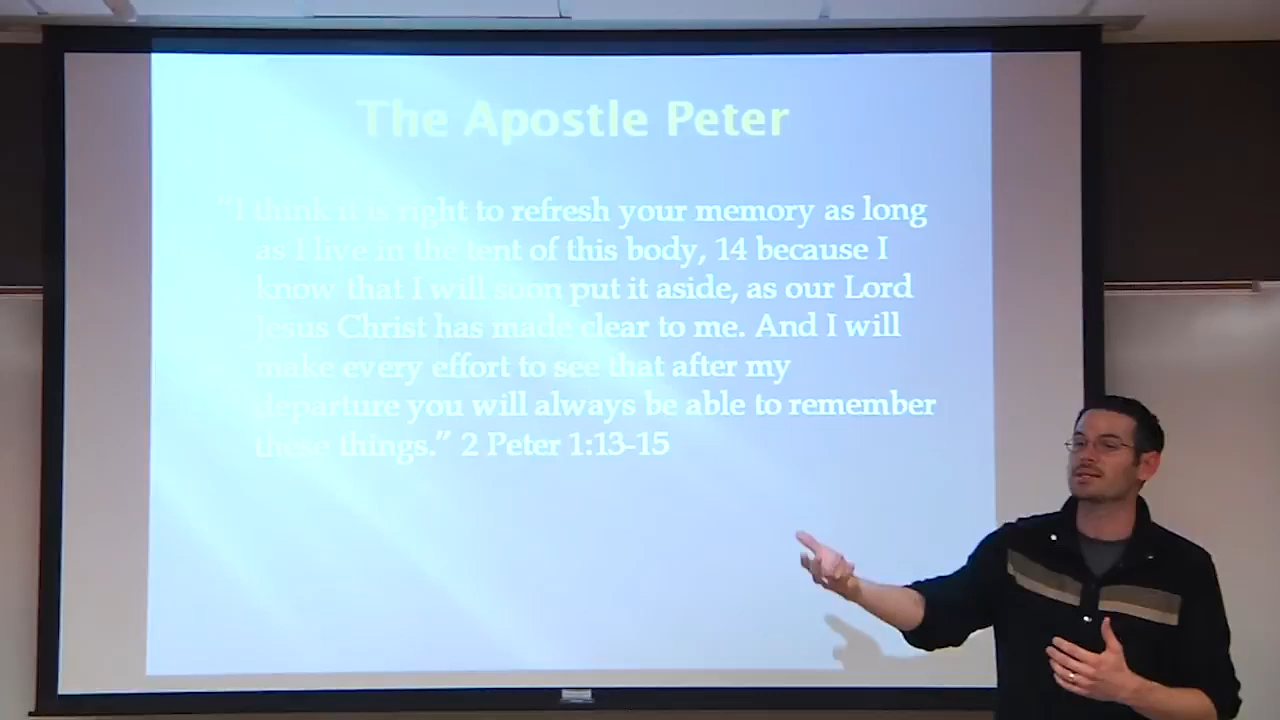 The Apostle Peter
“I think it is right to refresh your memory as long
as I live in the tent of this body, 14 because I
know that I will soon put it aside, as our Lord
Jesus Christ has made clear to me. And I will
make every effort to see that after my
departure you will always be able to remember
these things.” 2 Peter 1:13-15